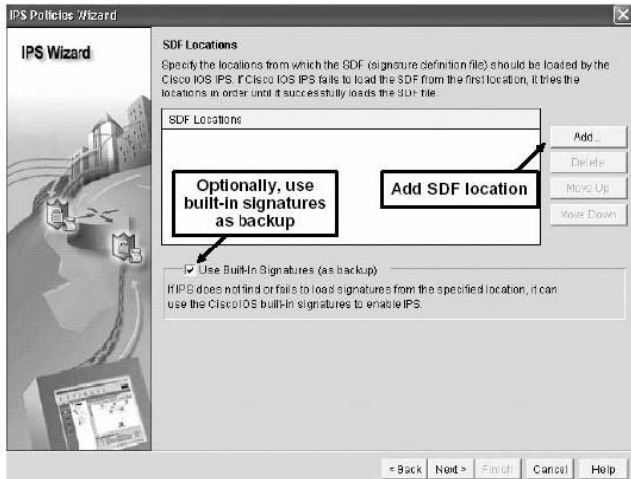 IPS Policies Wizard
IPS Wizard
SDF Locations
Specify the locations from which the SDF (signature definition file) should be loaded by the
Cisco IOS IPS. If Cisco IOS IPS fails to load the SDF from the first location, it tries the
locations in order until it successfully loads the SDF file.
SDF Locations
Add...
Delete
Move Up
Move Down
Optionally, use
built-in signatures
as backup
Add SDF location
Use Built-In Signatures (as backup)
If IPS does not find or fails to load signatures from the specified location, it can
use the Cisco IOS built-in signatures to enable IPS.
< Back
Next >
Finish
Cancel
Help